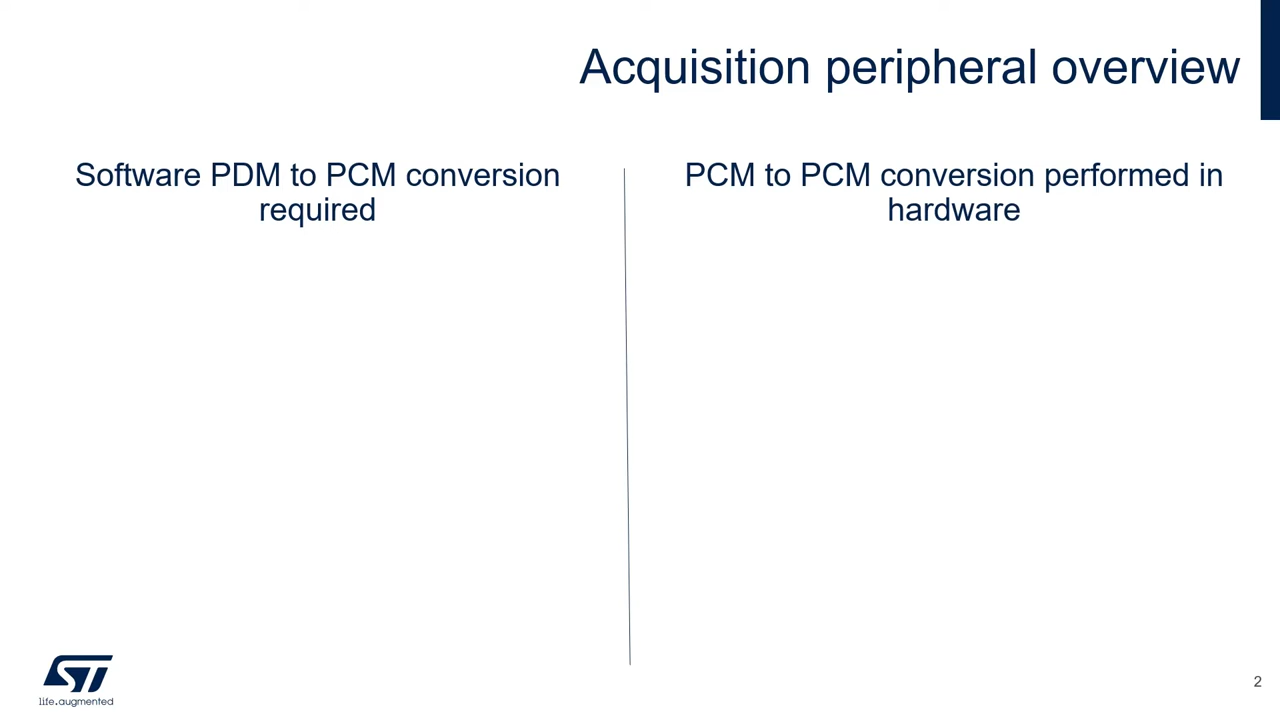 Acquisition peripheral overview
Software PDM to PCM conversion
required
PCM to PCM conversion performed in
hardware
ST
life.augmented
2